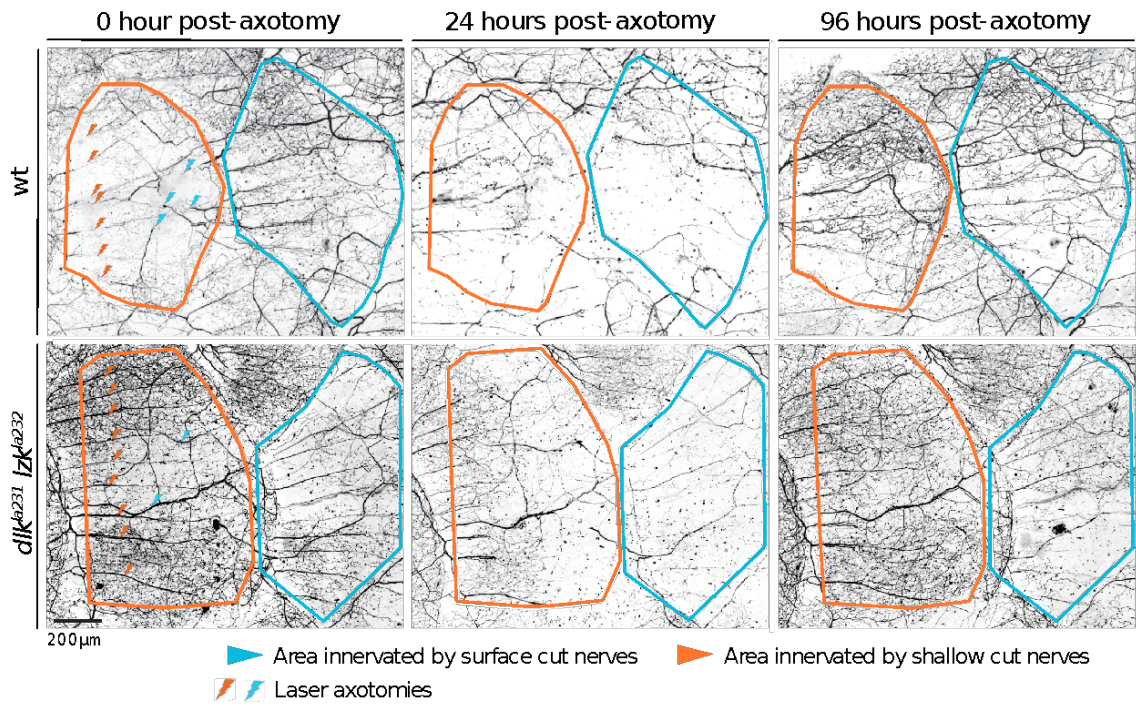 0 hour post-axotomy
24 hours post-axotomy
96 hours post-axotomy
wt
dlk^la231 lzk^la232
200μm
Area innervated by surface cut nerves
Area innervated by shallow cut nerves
Laser axotomies